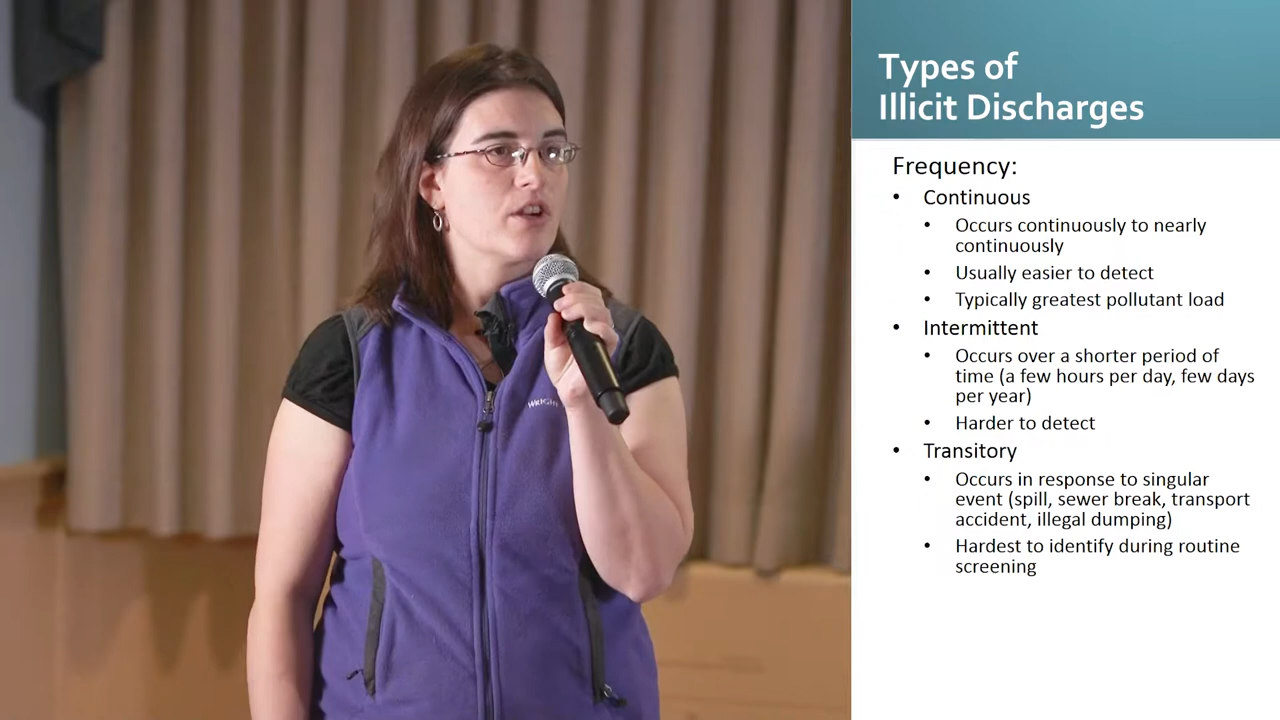 Types of
Illicit Discharges
Frequency:
• Continuous
• Occurs continuously to nearly
continuously
• Usually easier to detect
• Typically greatest pollutant load
• Intermittent
• Occurs over a shorter period of
time (a few hours per day, few days
per year)
• Harder to detect
• Transitory
• Occurs in response to singular
event (spill, sewer break, transport
accident, illegal dumping)
• Hardest to identify during routine
screening